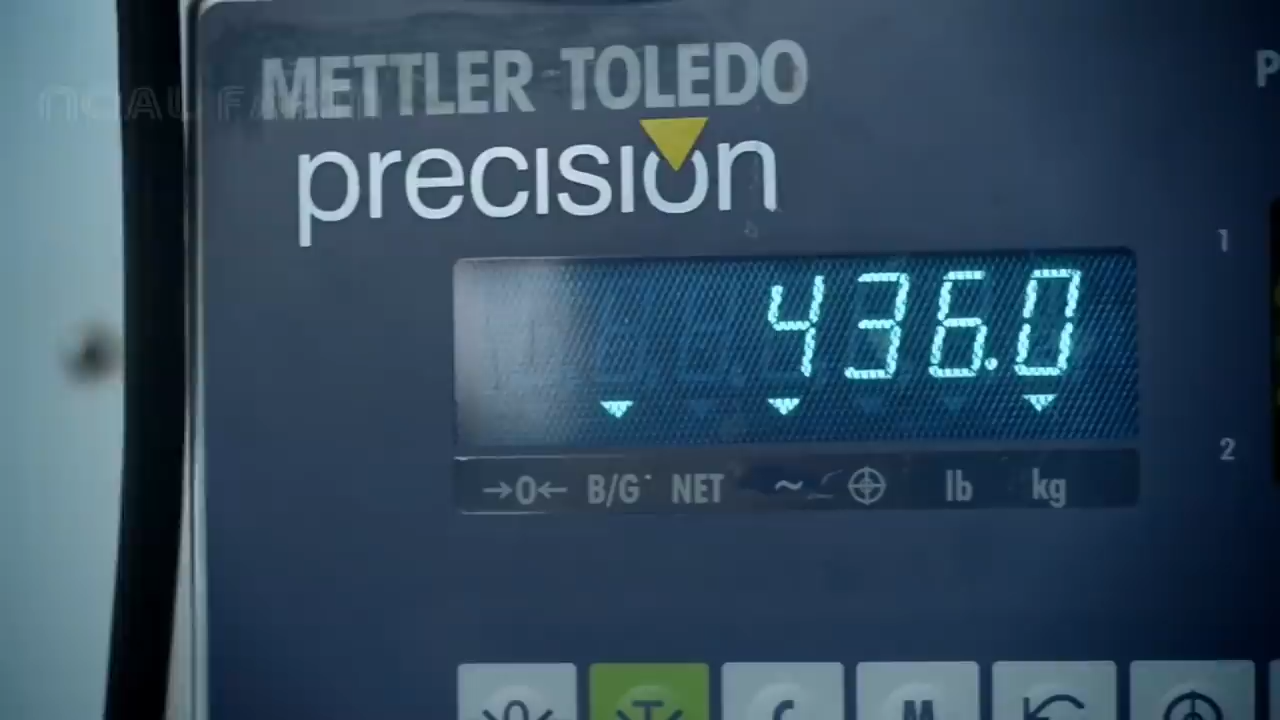 METTLER TOLEDO
precision
436.0
→0← B/G NET ~ lb kg
1
2
P
T C M